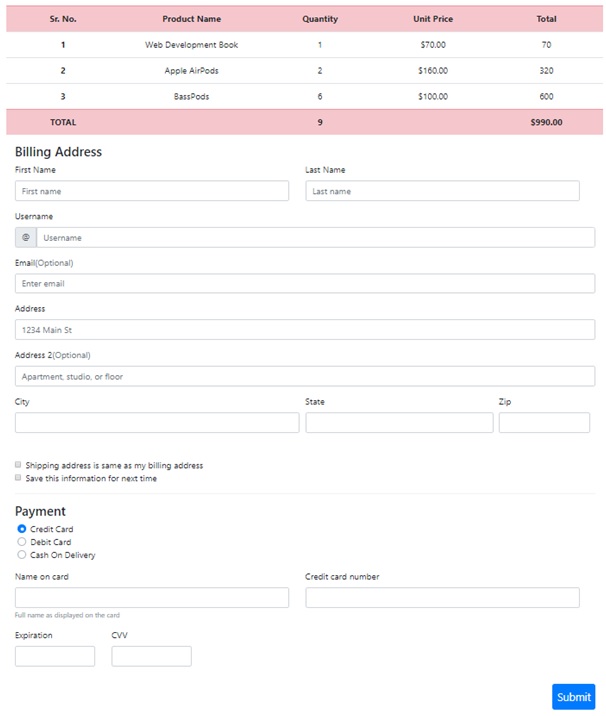 Sr. No. Product Name Quantity Unit Price Total
1 Web Development Book 1 $70.00 70
2 Apple AirPods 2 $160.00 320
3 BassPods 6 $100.00 600
TOTAL 9 $990.00
Billing Address
First Name Last Name
First name Last name
Username
@ Username
Email(Optional)
Enter email
Address
1234 Main St
Address 2(Optional)
Apartment, studio, or floor
City State Zip
Shipping address is same as my billing address
Save this information for next time
Payment
Credit Card
Debit Card
Cash On Delivery
Name on card Credit card number
Full name as displayed on the card
Expiration CVV
Submit